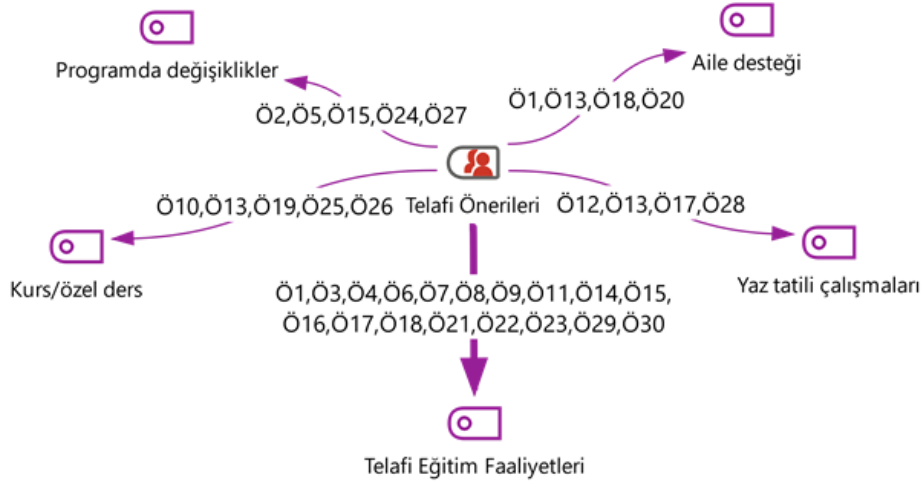 Programda değişiklikler
Aile desteği
Ö2,Ö5,Ö15,Ö24,Ö27
Ö1,Ö13,Ö18,Ö20
Ö10,Ö13,Ö19,Ö25,Ö26
Telafi Önerileri
Ö12,Ö13,Ö17,Ö28
Kurs/özel ders
Yaz tatili çalışmaları
Ö1,Ö3,Ö4,Ö6,Ö7,Ö8,Ö9,Ö11,Ö14,Ö15,
Ö16,Ö17,Ö18,Ö21,Ö22,Ö23,Ö29,Ö30
Telafi Eğitim Faaliyetleri